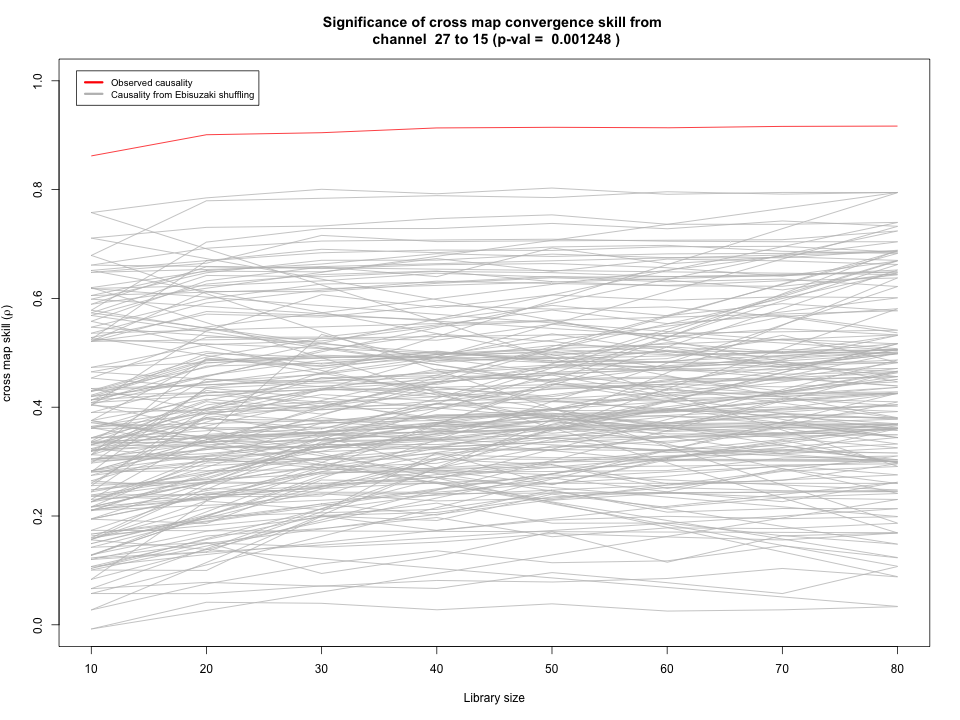 Significance of cross map convergence skill from
channel 27 to 15 (p-val = 0.001248 )
Observed causality
Causality from Ebisuzaki shuffling
cross map skill (ρ)
1.0
0.8
0.6
0.4
0.2
0.0
10 20 30 40 50 60 70 80
Library size